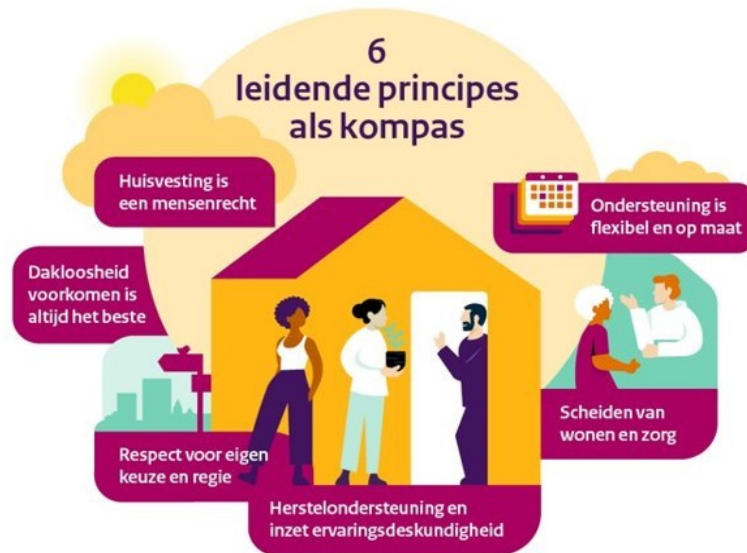 6
leidende principes
als kompas
Huisvesting is
een mensenrecht
Dakloosheid
voorkomen is
altijd het beste
Respect voor eigen
keuze en regie
Herstelondersteuning en
inzet ervaringsdeskundigheid
Scheiden van
wonen en zorg
Ondersteuning is
flexibel en op maat